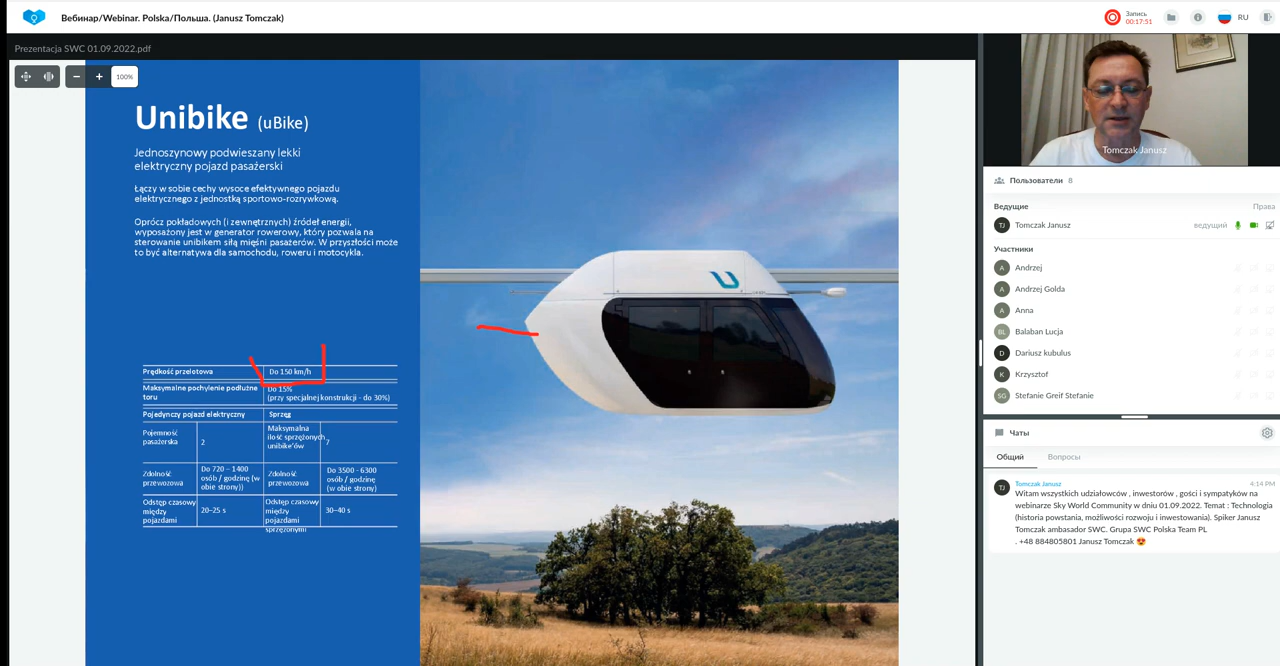 Вебинар/Webinar. Polska/Польша. (Janusz Tomczak)
Запись
00:17:51
RU
Prezentacja SWC 01.09.2022.pdf
100%
Unibike (uBike)
Jednoszynowy podwieszany lekki
elektryczny pojazd pasażerski
Łączy w sobie cechy wysoce efektywnego pojazdu
elektrycznego z jednostką sportowo-rozrywkową.
Oprócz pokładowych (i zewnętrznych) źródeł energii,
wyposażony jest w generator rowerowy, który pozwala na
sterowanie unibikem siłą mięśni pasażerów. W przyszłości może
to być alternatywa dla samochodu, roweru i motocykla.
Prędkość przelotowa
Do 150 km/h
Maksymalne pochylenie podłużne
toru
Do 15%
(przy specjalnej konstrukcji - do 30%)
Pojedynczy pojazd elektryczny
Sprzęg
Pojemność
pasażerska
2
Maksymalna
ilość sprzężonych
unibike'ów
7
Zdolność
przewozowa
Do 720 – 1400
osób / godzinę (w
obie strony))
Zdolność
przewozowa
Do 3500 - 6300
osób / godzinę
(w obie strony)
Odstęp czasowy
między
pojazdami
20–25 s
Odstęp czasowy
między
pojazdami
sprzężonymi
30–40 s
Tomczak Janusz
Пользователи 8
Ведущие
Права
TJ
Tomczak Janusz
ведущий
Участники
A
Andrzej
A
Andrzej Golda
A
Anna
BL
Balaban Łucja
D
Dariusz kubulus
K
Krzysztof
SG
Stefanie Greif Stefanie
Чаты
Общий
Вопросы
TJ
Tomczak Janusz
4:14 PM
Witam wszystkich udziałowców , inwestorów , gości i sympatyków na
webinarze Sky World Community w dniu 01.09.2022. Temat : Technologia
(historia powstania, możliwości rozwoju i inwestowania). Spiker Janusz
Tomczak ambasador SWC. Grupa SWC Polska Team PL
. +48 884805801 Janusz Tomczak 😍